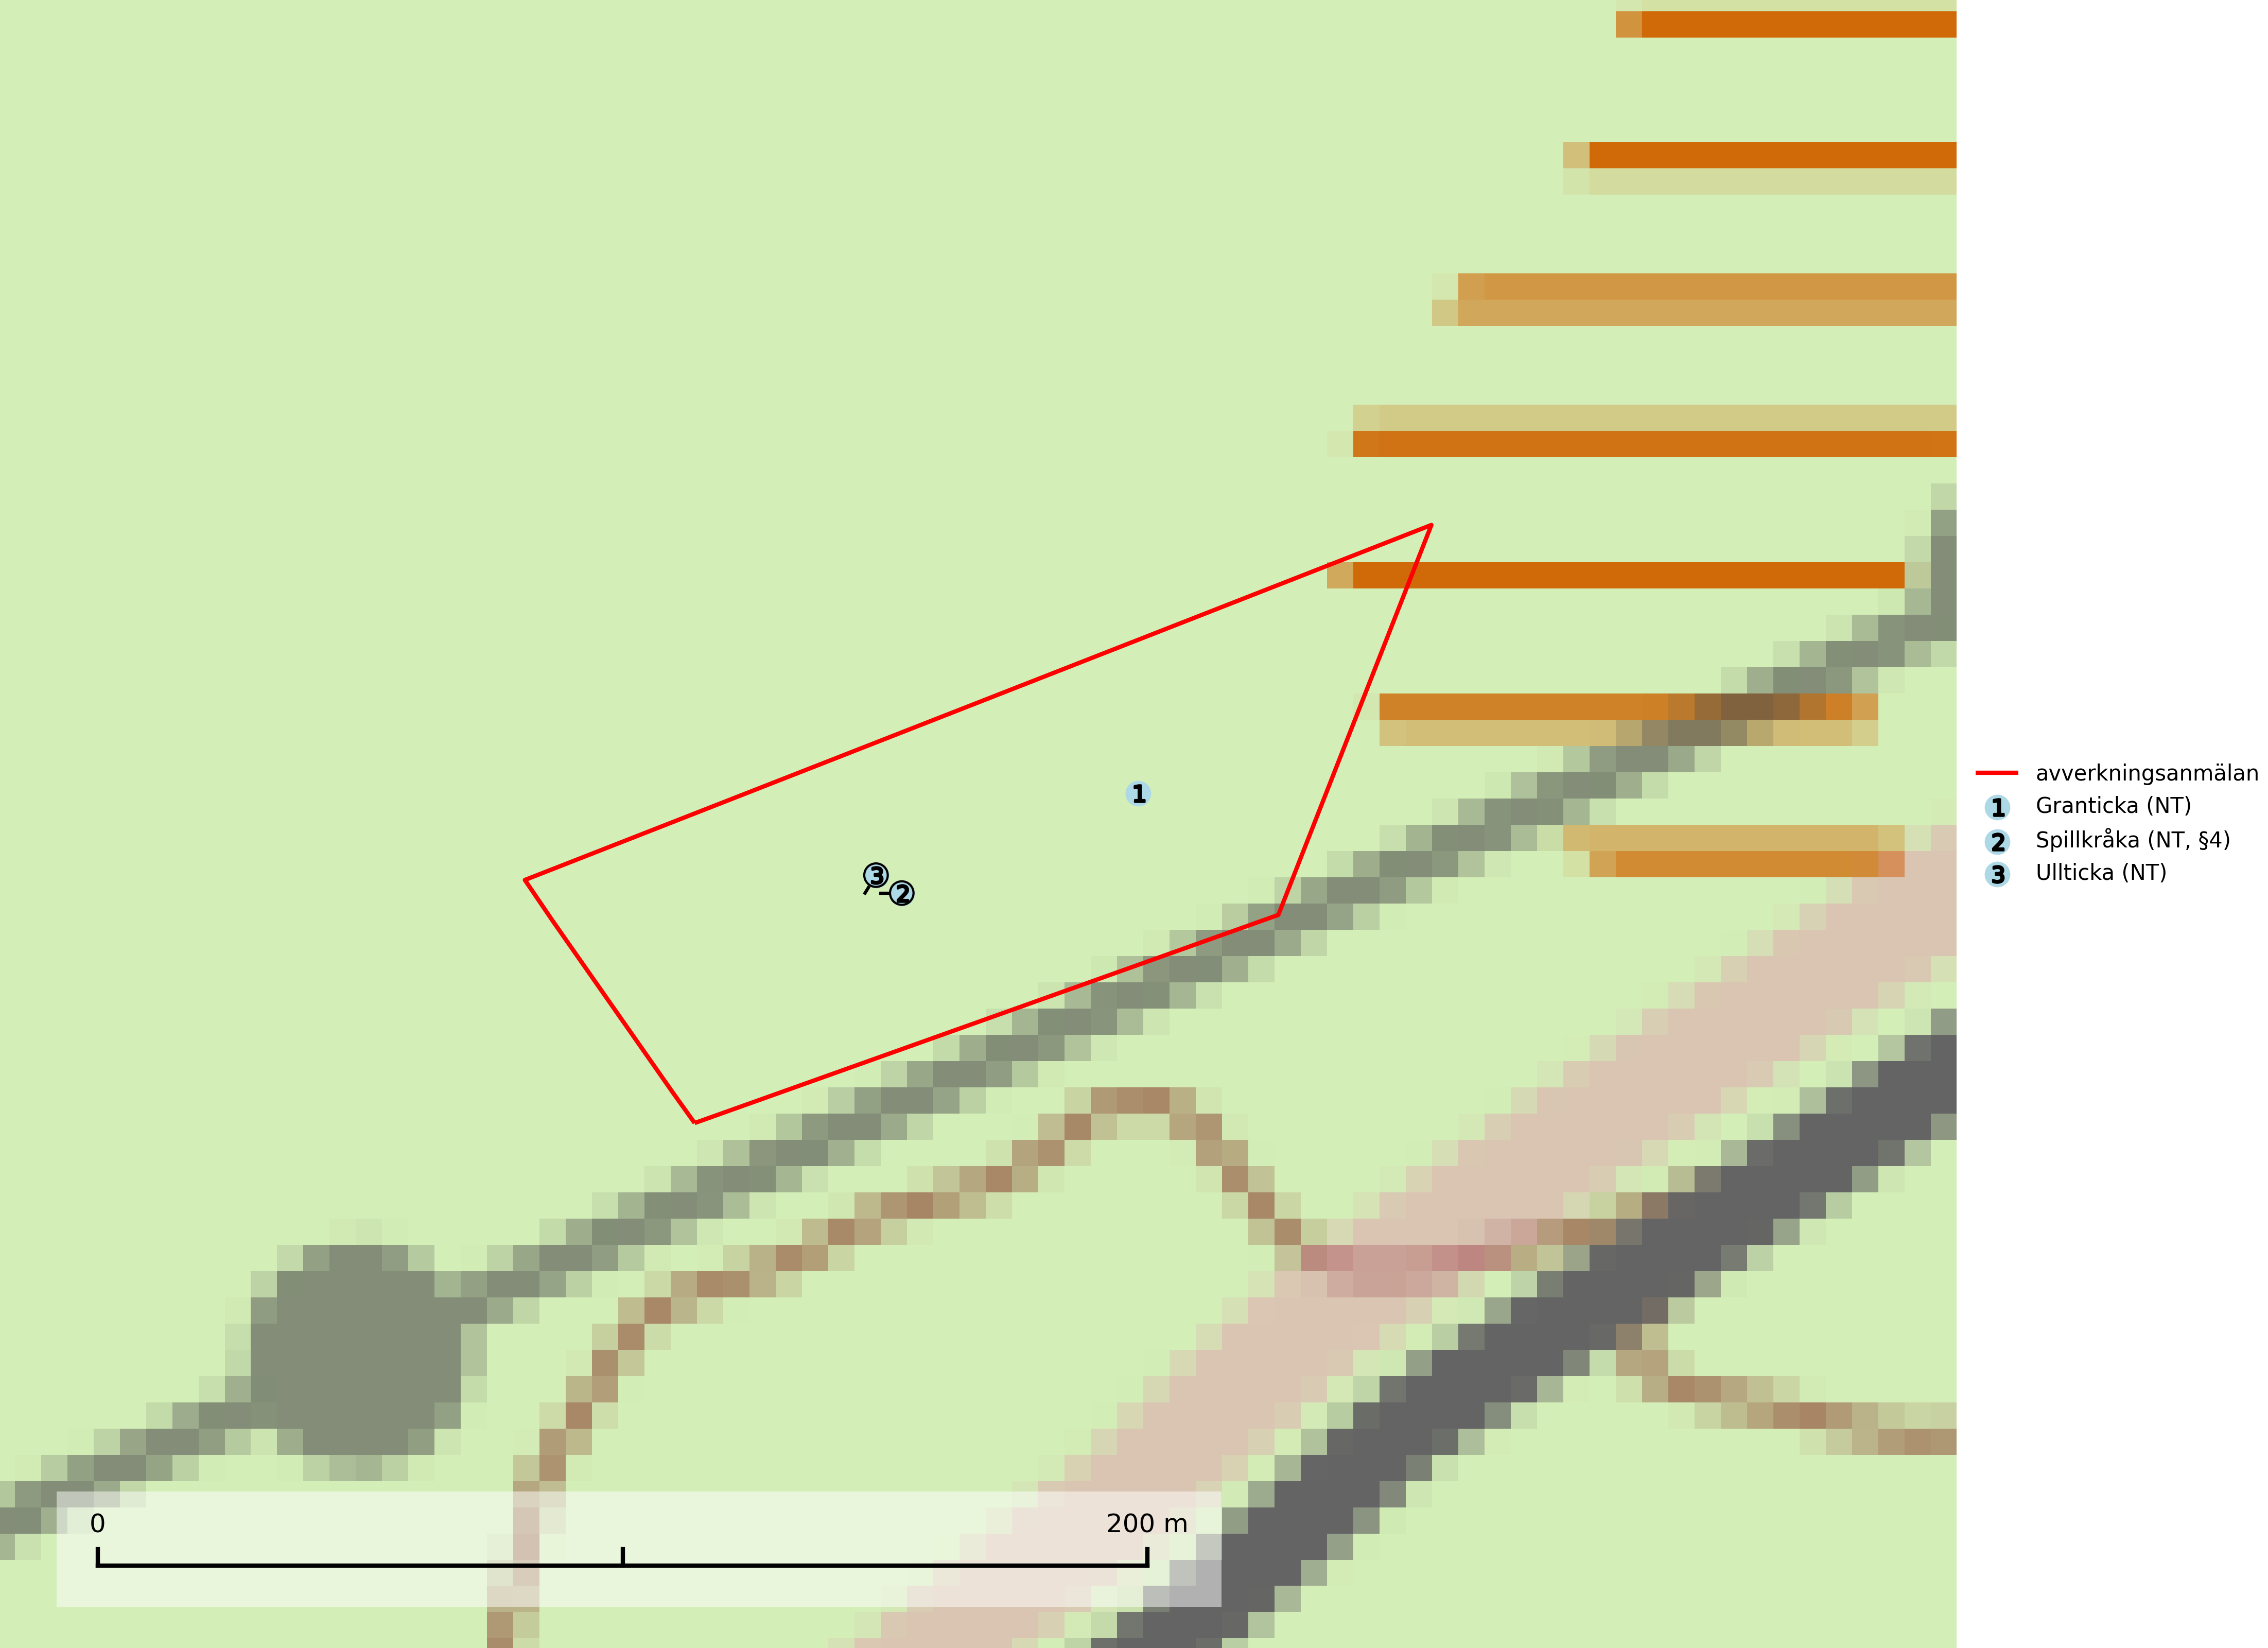 1
3
2
avverkningsanmälan
1 Granticka (NT)
2 Spillkråka (NT, §4)
3 Ullticka (NT)
0 200 m